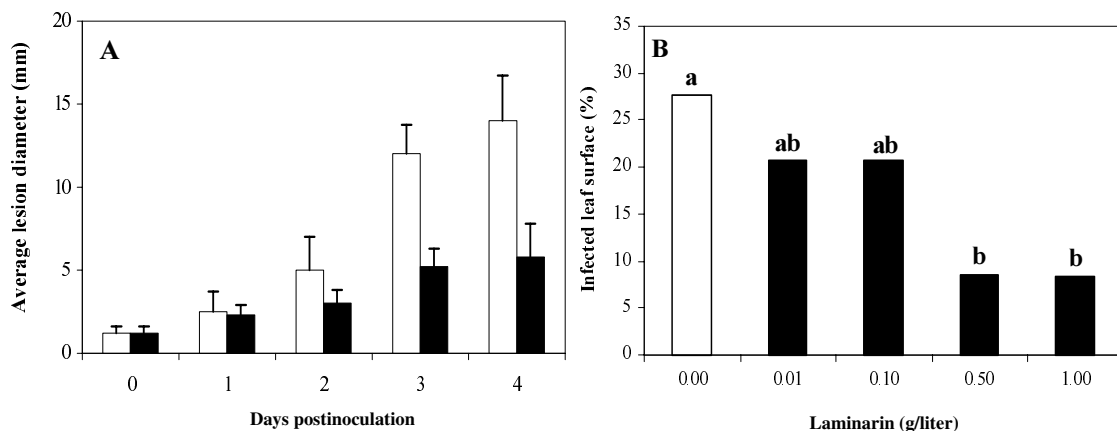 A
Average lesion diameter (mm)
20
15
10
5
0
0 1 2 3 4
Days postinoculation
B
Infected leaf surface (%)
35
30
25
20
15
10
5
0
a
ab
ab
b
b
0.00 0.01 0.10 0.50 1.00
Laminarin (g/liter)